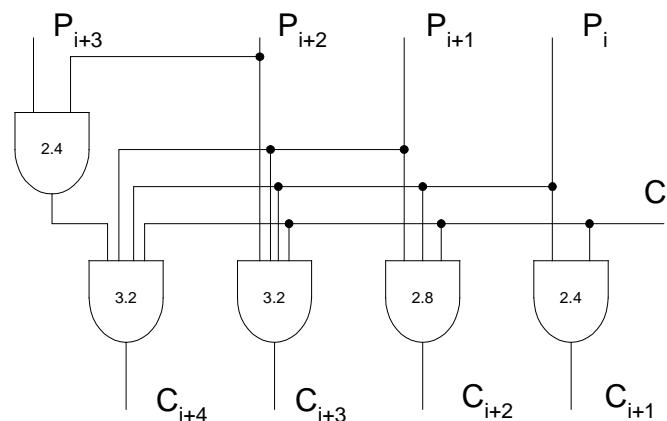 P_{i+3} P_{i+2} P_{i+1} P_i
2.4
C
3.2 3.2 2.8 2.4
C_{i+4} C_{i+3} C_{i+2} C_{i+1}